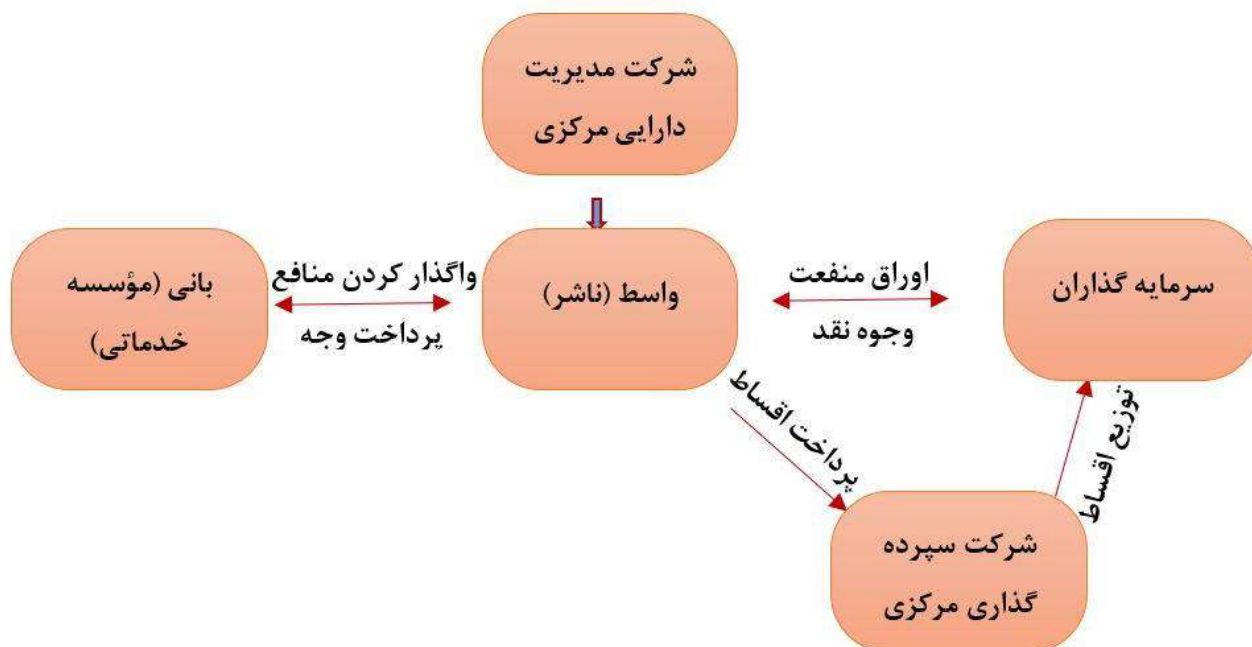 شرکت مدیریت
دارایی مرکزی
سرمایه گذاران
اوراق منفعت
وجوه نقد
واسط (ناشر)
واگذار کردن منافع
پرداخت وجه
بانی (مؤسسه
خدماتی)
پرداخت اقساط
توزیع اقساط
شرکت سپرده
گذاری مرکزی